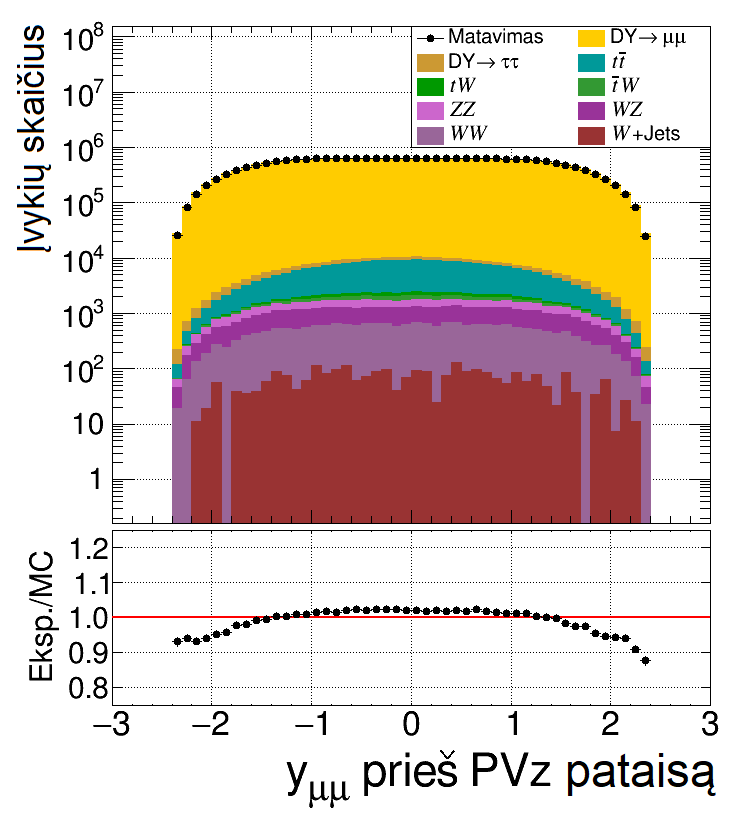 Įvykių skaičius
10⁸
10⁷
10⁶
10⁵
10⁴
10³
10²
10
1
Matavimas
DY→ μμ
DY→ ττ
tt̄
tW
t̄W
ZZ
WZ
WW
W+Jets
Eksp./MC
1.2
1.1
1.0
0.9
0.8
−3 −2 −1 0 1 2 3
y_μμ prieš PVz pataisą